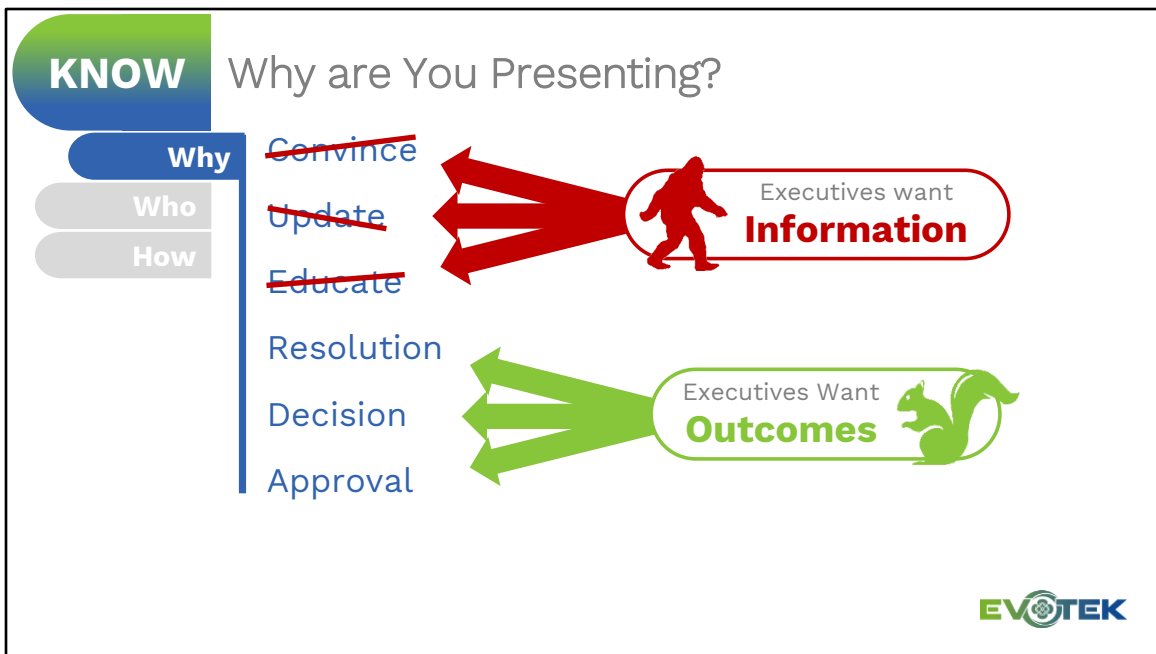 KNOW
Why are You Presenting?
Why
Who
How
Convince
Update
Educate
Resolution
Decision
Approval
Executives want
Information
Executives Want
Outcomes
EVOTEK